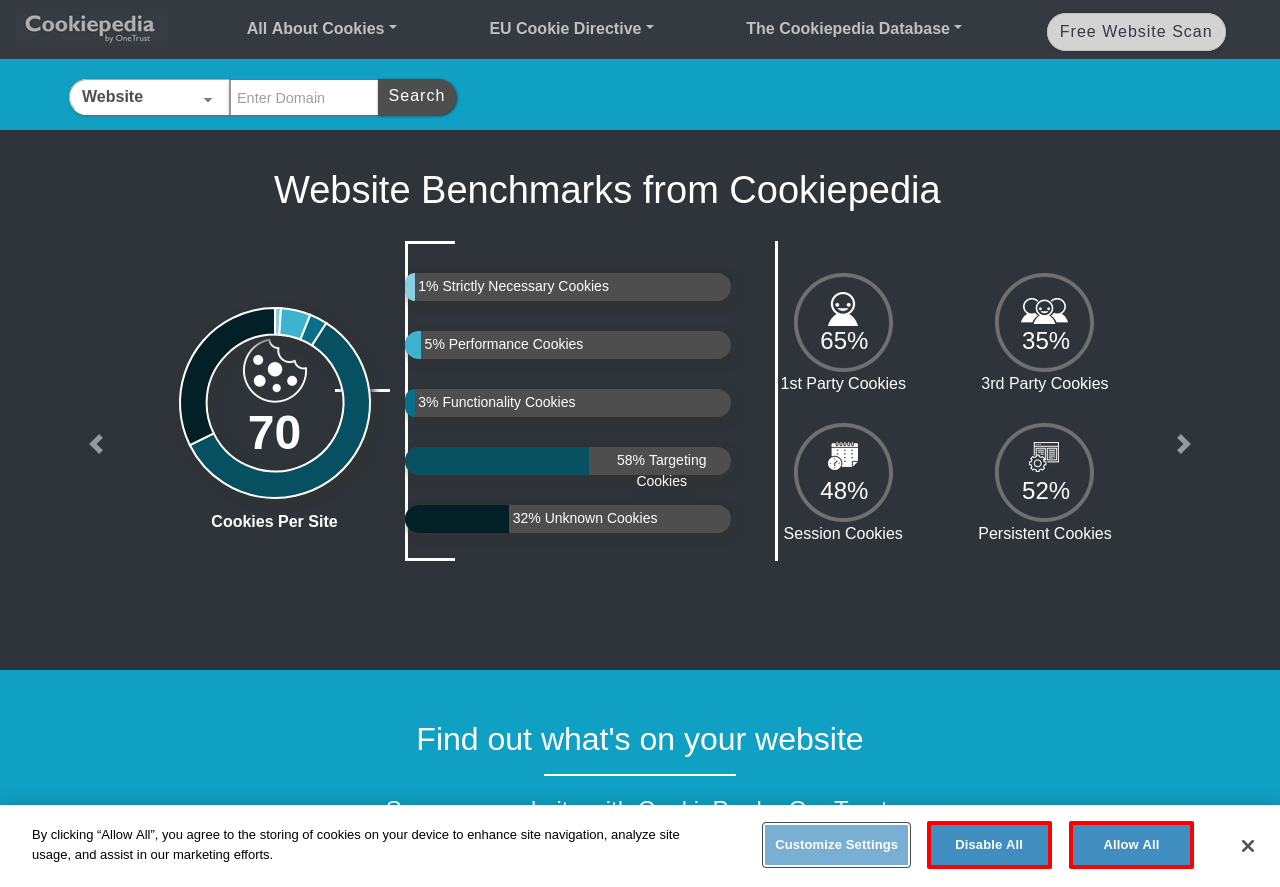 Cookiepedia
by OneTrust
All About Cookies
EU Cookie Directive
The Cookiepedia Database
Free Website Scan
Website
Enter Domain
Search
Website Benchmarks from Cookiepedia
70
Cookies Per Site
1% Strictly Necessary Cookies
5% Performance Cookies
3% Functionality Cookies
58% Targeting
Cookies
32% Unknown Cookies
65%
1st Party Cookies
35%
3rd Party Cookies
48%
Session Cookies
52%
Persistent Cookies
Find out what's on your website
By clicking “Allow All”, you agree to the storing of cookies on your device to enhance site navigation, analyze site
usage, and assist in our marketing efforts.
Customize Settings
Disable All
Allow All